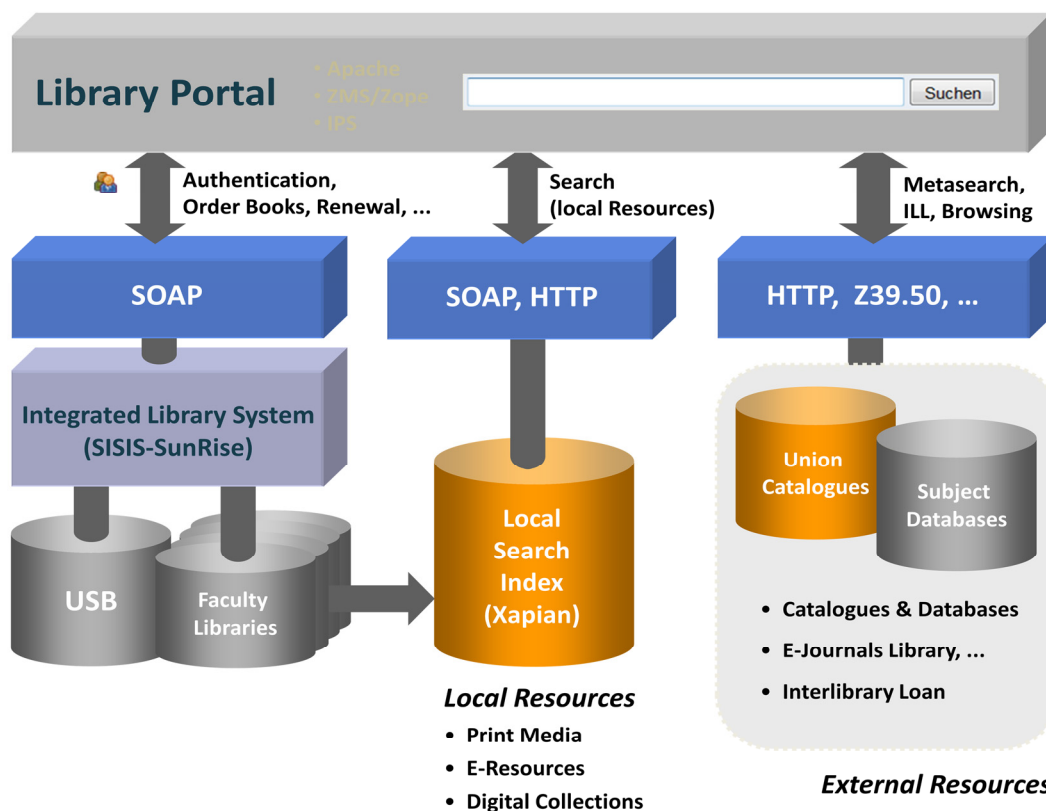 Library Portal
• Apache
• ZMS/Zope
• IPS
Suchen
Authentication,
Order Books, Renewal, ...
Search
(local Resources)
Metasearch,
ILL, Browsing
SOAP
SOAP, HTTP
HTTP, Z39.50, ...
Integrated Library System
(SISIS-SunRise)
USB
Faculty
Libraries
Local
Search
Index
(Xapian)
Union
Catalogues
Subject
Databases
• Catalogues & Databases
• E-Journals Library, ...
• Interlibrary Loan
Local Resources
• Print Media
• E-Resources
• Digital Collections
External Resources